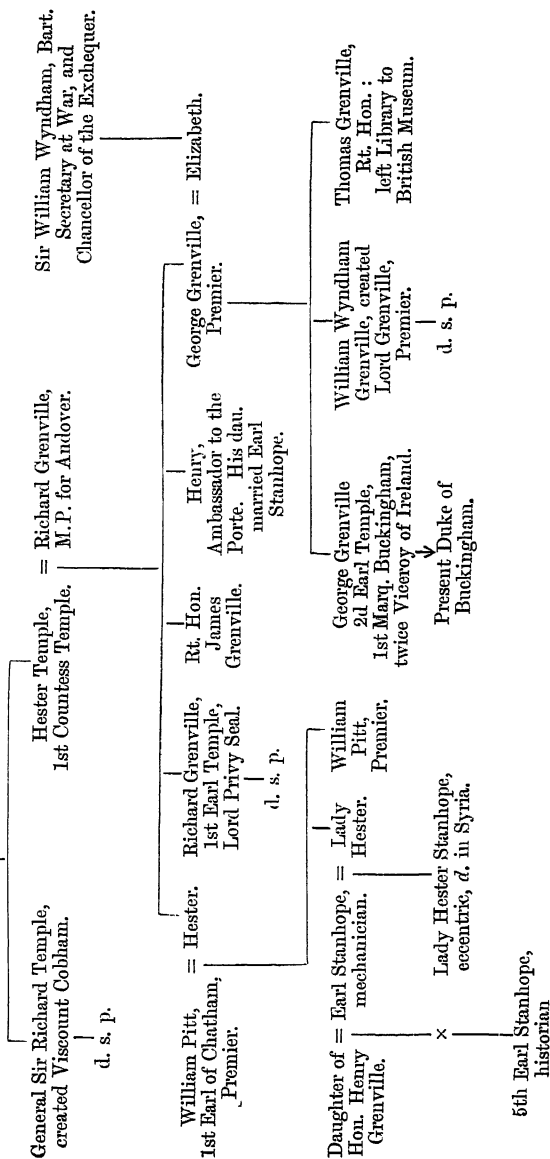 Sir William Wyndham, Bart.
Secretary at War, and
Chancellor of the Exchequer.
General Sir Richard Temple,
created Viscount Cobham.
d. s. p.
Hester Temple,
1st Countess Temple.
= Richard Grenville,
M.P. for Andover.
William Pitt,
1st Earl of Chatham,
Premier.
= Hester.
Richard Grenville,
1st Earl Temple,
Lord Privy Seal.
d. s. p.
Rt. Hon.
James
Grenville.
Henry,
Ambassador to the
Porte. His dau.
married Earl
Stanhope.
George Grenville,
Premier.
= Elizabeth.
Daughter of
Hon. Henry
Grenville.
= Earl Stanhope,
mechanician.
= Lady
Hester.
William
Pitt,
Premier.
George Grenville
2d Earl Temple,
1st Marq. Buckingham,
twice Viceroy of Ireland.
William Wyndham
Grenville, created
Lord Grenville,
Premier.
d. s. p.
Thomas Grenville,
Rt. Hon. :
left Library to
British Museum.
×
Lady Hester Stanhope,
eccentric, d. in Syria.
Present Duke of
Buckingham.
5th Earl Stanhope,
historian